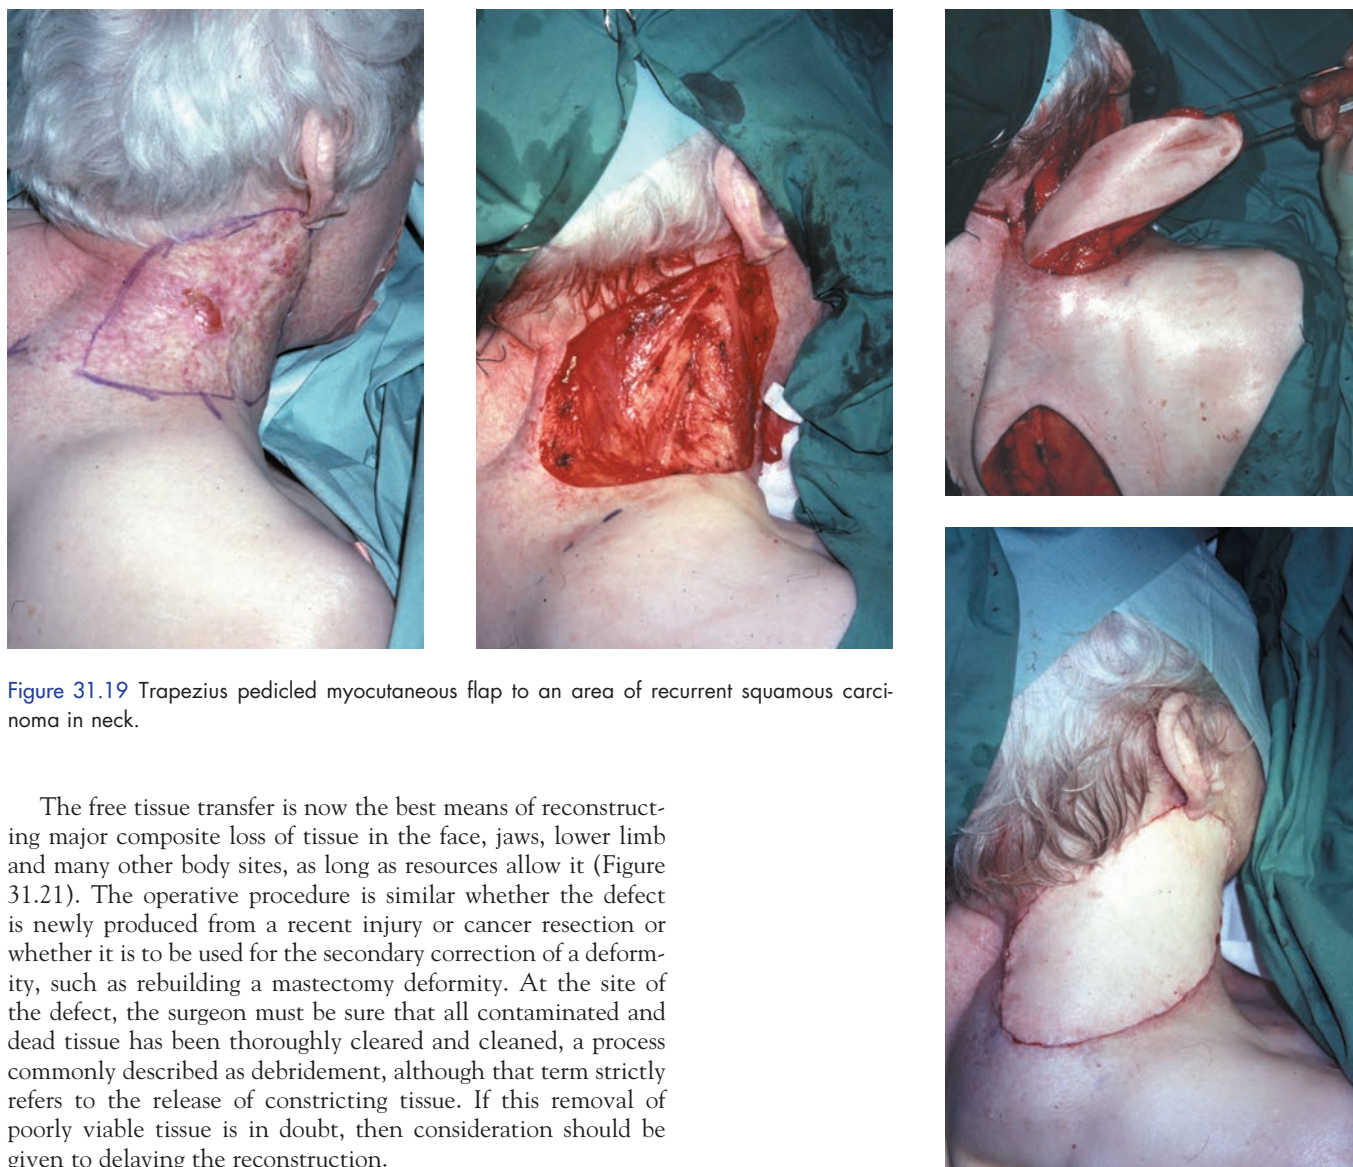 Figure 31.19 Trapezius pedicled myocutaneous flap to an area of recurrent squamous carci-
noma in neck.
The free tissue transfer is now the best means of reconstruct-
ing major composite loss of tissue in the face, jaws, lower limb
and many other body sites, as long as resources allow it (Figure
31.21). The operative procedure is similar whether the defect
is newly produced from a recent injury or cancer resection or
whether it is to be used for the secondary correction of a deform-
ity, such as rebuilding a mastectomy deformity. At the site of
the defect, the surgeon must be sure that all contaminated and
dead tissue has been thoroughly cleared and cleaned, a process
commonly described as debridement, although that term strictly
refers to the release of constricting tissue. If this removal of
poorly viable tissue is in doubt, then consideration should be
given to delaying the reconstruction.